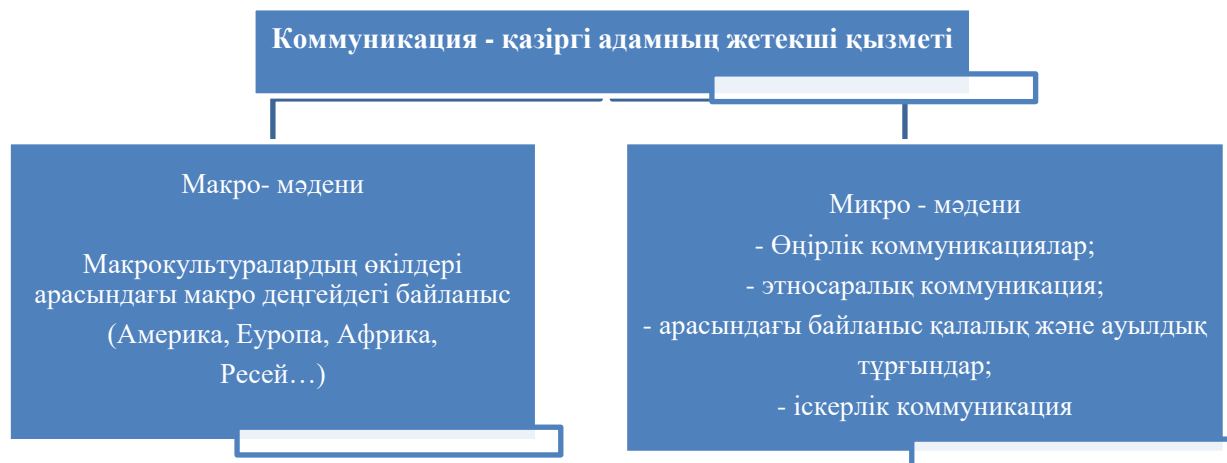 Коммуникация - қазіргі адамның жетекші қызметі
Макро- мәдени
Макрокультуралардың өкілдері
арасындағы макро деңгейдегі байланыс
(Америка, Еуропа, Африка,
Ресей…)
Микро - мәдени
- Өңірлік коммуникациялар;
- этносаралық коммуникация;
- арасындағы байланыс қалалық және ауылдық
тұрғындар;
- іскерлік коммуникация